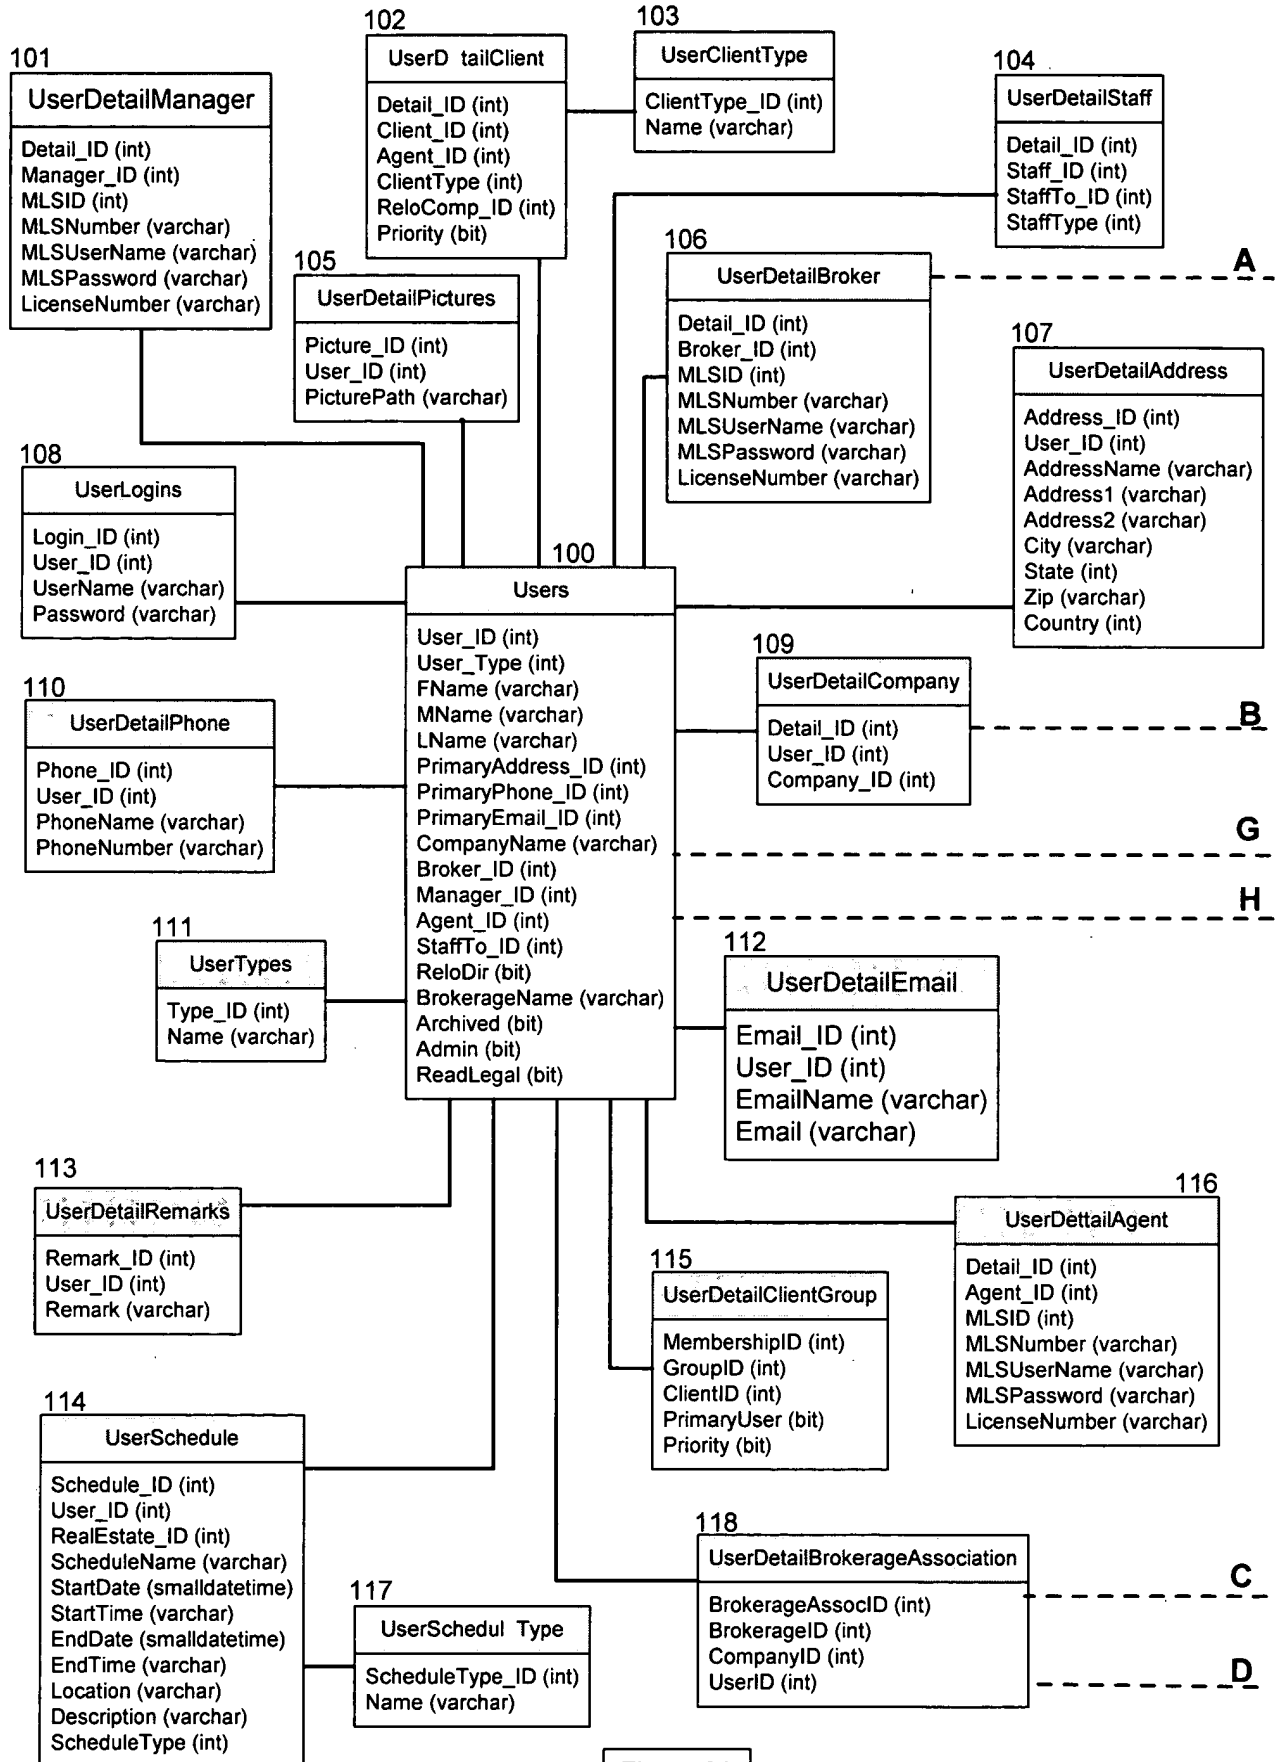 101
UserDetailManager
Detail_ID (int)
Manager_ID (int)
MLSID (int)
MLSNumber (varchar)
MLSUserName (varchar)
MLSPassword (varchar)
LicenseNumber (varchar)
102
UserD tailClient
Detail_ID (int)
Client_ID (int)
Agent_ID (int)
ClientType (int)
ReloComp_ID (int)
Priority (bit)
103
UserClientType
ClientType_ID (int)
Name (varchar)
104
UserDetailStaff
Detail_ID (int)
Staff_ID (int)
StaffTo_ID (int)
StaffType (int)
105
UserDetailPictures
Picture_ID (int)
User_ID (int)
PicturePath (varchar)
106
UserDetailBroker
Detail_ID (int)
Broker_ID (int)
MLSID (int)
MLSNumber (varchar)
MLSUserName (varchar)
MLSPassword (varchar)
LicenseNumber (varchar)
A
107
UserDetailAddress
Address_ID (int)
User_ID (int)
AddressName (varchar)
Address1 (varchar)
Address2 (varchar)
City (varchar)
State (int)
Zip (varchar)
Country (int)
108
UserLogins
Login_ID (int)
User_ID (int)
UserName (varchar)
Password (varchar)
100
Users
User_ID (int)
User_Type (int)
FName (varchar)
MName (varchar)
LName (varchar)
PrimaryAddress_ID (int)
PrimaryPhone_ID (int)
PrimaryEmail_ID (int)
CompanyName (varchar)
Broker_ID (int)
Manager_ID (int)
Agent_ID (int)
StaffTo_ID (int)
ReloDir (bit)
BrokerageName (varchar)
Archived (bit)
Admin (bit)
ReadLegal (bit)
109
UserDetailCompany
Detail_ID (int)
User_ID (int)
Company_ID (int)
B
G
H
110
UserDetailPhone
Phone_ID (int)
User_ID (int)
PhoneName (varchar)
PhoneNumber (varchar)
111
UserTypes
Type_ID (int)
Name (varchar)
112
UserDetailEmail
Email_ID (int)
User_ID (int)
EmailName (varchar)
Email (varchar)
113
UserDetailRemarks
Remark_ID (int)
User_ID (int)
Remark (varchar)
116
UserDettailAgent
Detail_ID (int)
Agent_ID (int)
MLSID (int)
MLSNumber (varchar)
MLSUserName (varchar)
MLSPassword (varchar)
LicenseNumber (varchar)
115
UserDetailClientGroup
MembershipID (int)
GroupID (int)
ClientID (int)
PrimaryUser (bit)
Priority (bit)
114
UserSchedule
Schedule_ID (int)
User_ID (int)
RealEstate_ID (int)
ScheduleName (varchar)
StartDate (smalldatetime)
StartTime (varchar)
EndDate (smalldatetime)
EndTime (varchar)
Location (varchar)
Description (varchar)
ScheduleType (int)
117
UserSchedul Type
ScheduleType_ID (int)
Name (varchar)
118
UserDetailBrokerageAssociation
BrokerageAssocID (int)
BrokerageID (int)
CompanyID (int)
UserID (int)
C
D